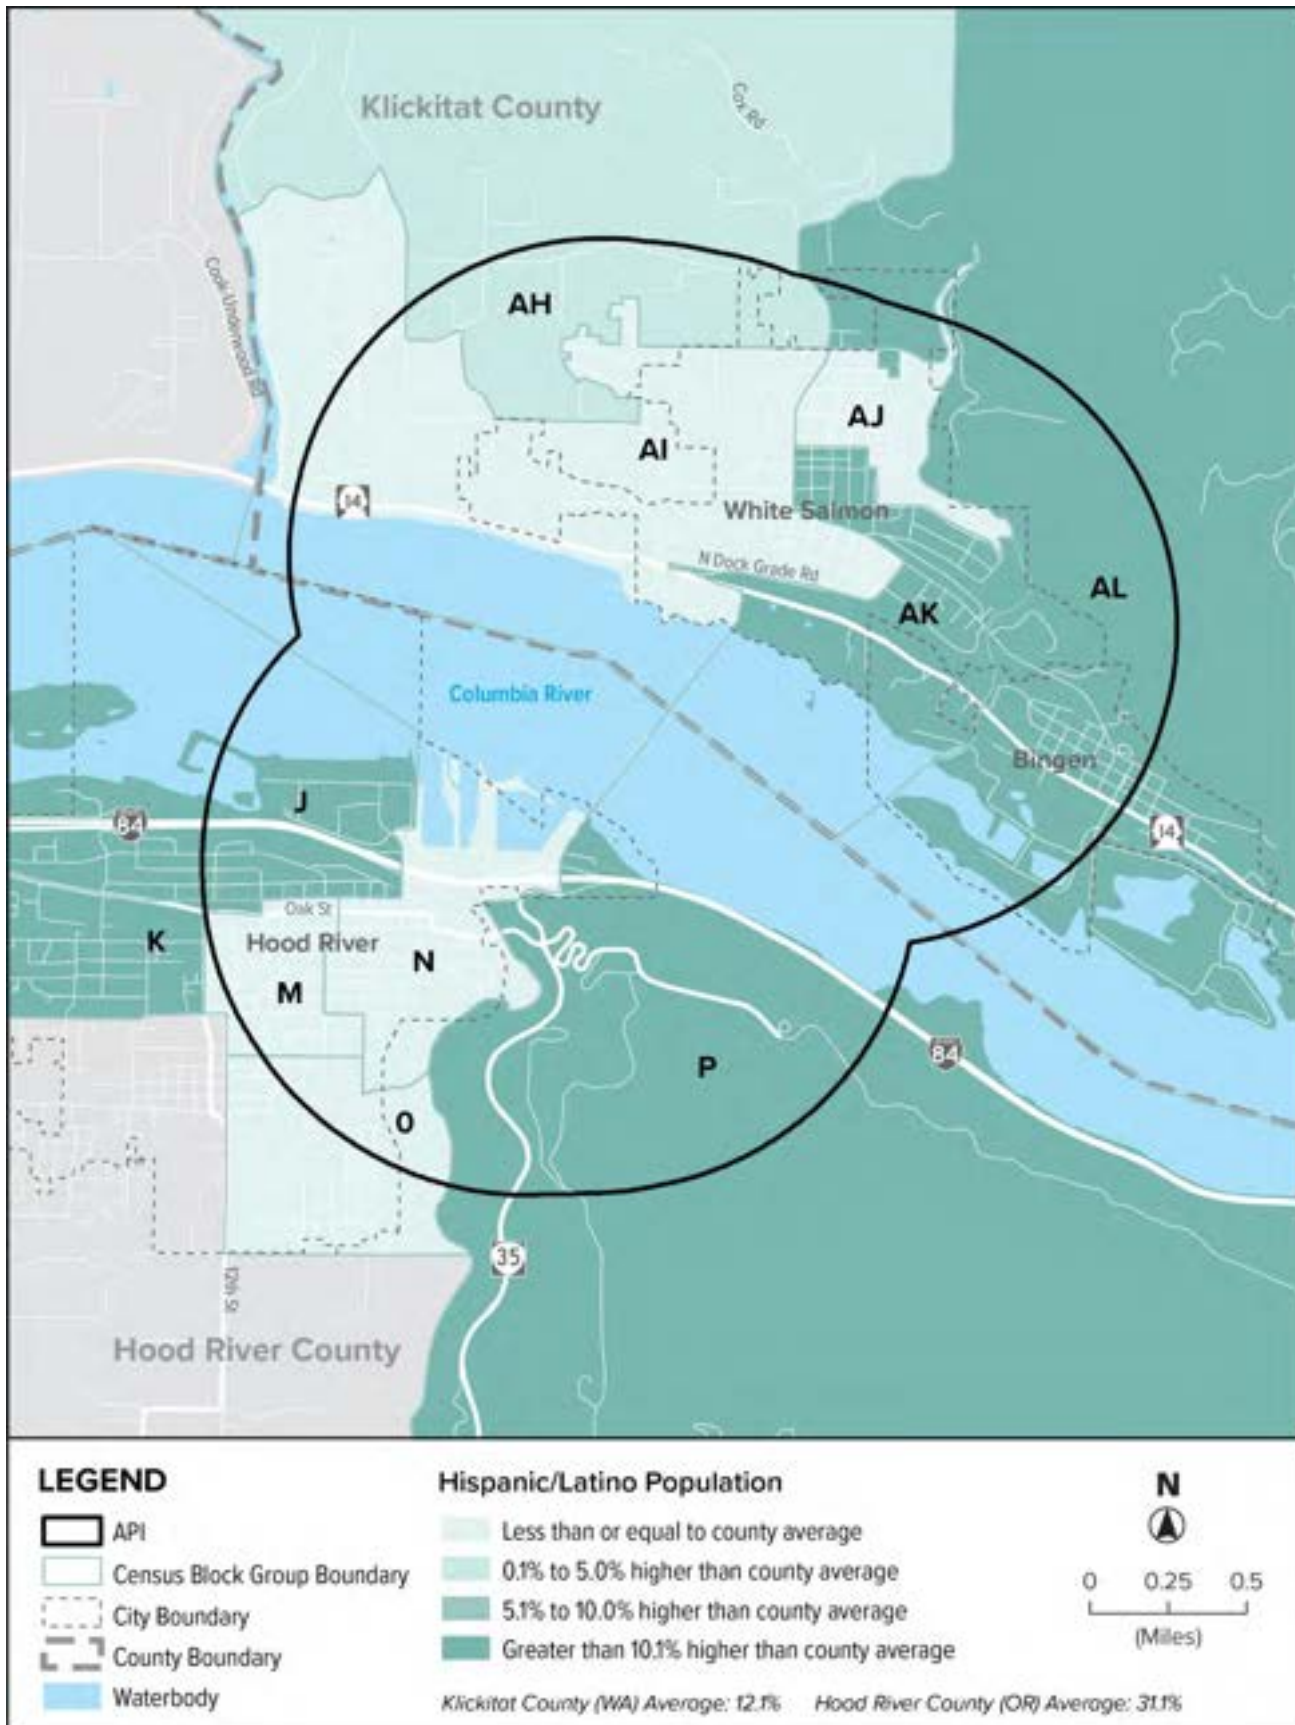 Klickitat County
Cox Rd
Cook-Underwood Rd
AH
AJ
AI
14
White Salmon
N Dock Grade Rd
AL
AK
Columbia River
Bingen
J
84
14
Oak St
K
Hood River
N
M
84
P
O
35
12th St
Hood River County
LEGEND
API
Census Block Group Boundary
City Boundary
County Boundary
Waterbody
Hispanic/Latino Population
Less than or equal to county average
0.1% to 5.0% higher than county average
5.1% to 10.0% higher than county average
Greater than 10.1% higher than county average
Klickitat County (WA) Average: 12.1% Hood River County (OR) Average: 31.1%
N
0 0.25 0.5
(Miles)